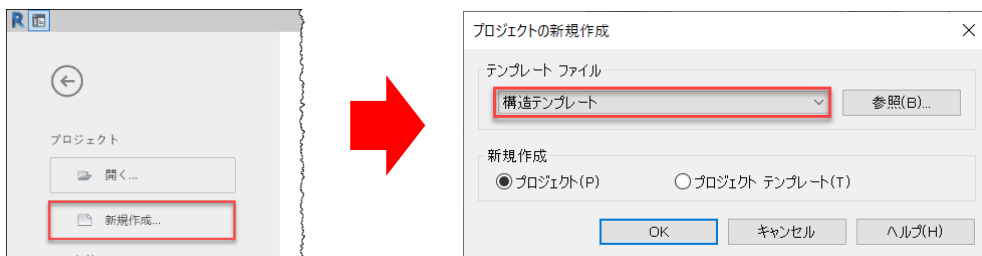 R
プロジェクト
開く...
新規作成...
プロジェクトの新規作成
テンプレート ファイル
構造テンプレート
参照(B)...
新規作成
プロジェクト(P)
プロジェクト テンプレート(T)
OK
キャンセル
ヘルプ(H)